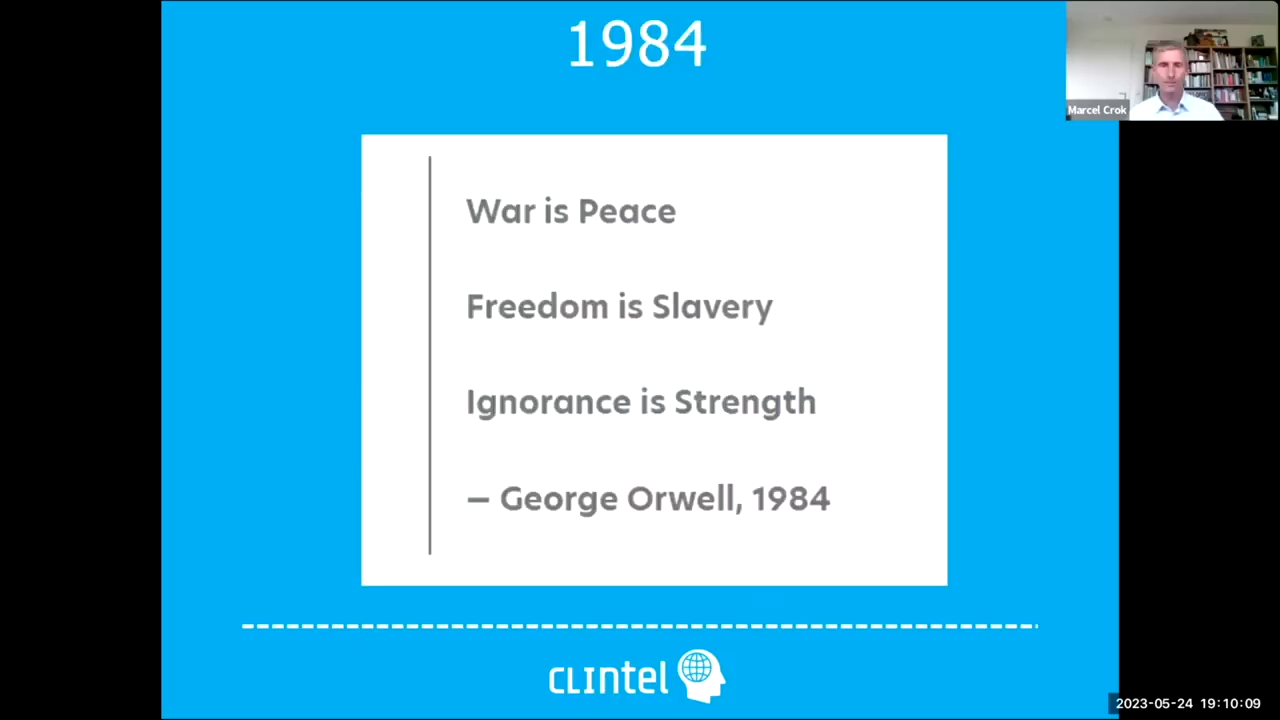 1984
Marcel Crok
War is Peace
Freedom is Slavery
Ignorance is Strength
— George Orwell, 1984
CLINTEL
2023-05-24 19:10:09